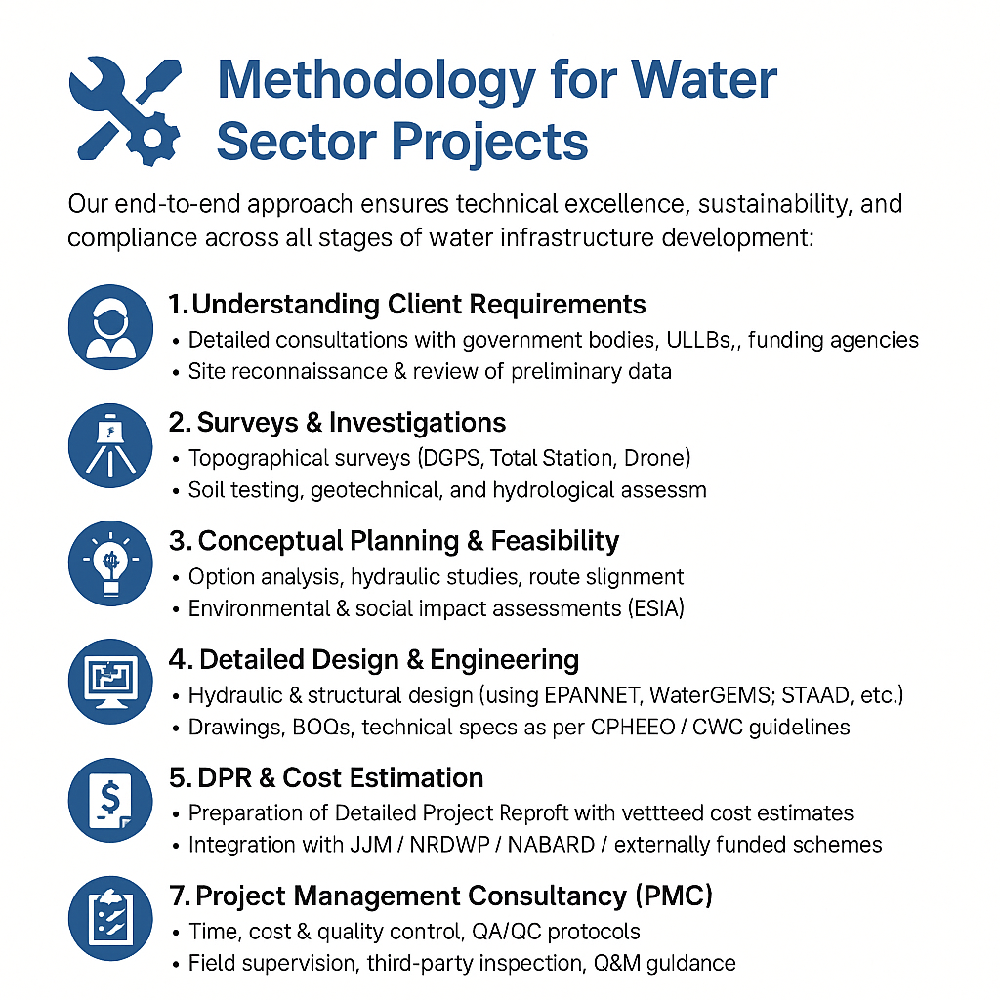 Methodology for Water
Sector Projects
Our end-to-end approach ensures technical excellence, sustainability, and
compliance across all stages of water infrastructure development:
1. Understanding Client Requirements
• Detailed consultations with government bodies, ULLBs,, funding agencies
• Site reconnaissance & review of preliminary data
2. Surveys & Investigations
• Topographical surveys (DGPS, Total Station, Drone)
• Soil testing, geotechnical, and hydrological assessm
3. Conceptual Planning & Feasibility
• Option analysis, hydraulic studies, route slignment
• Environmental & social impact assessments (ESIA)
4. Detailed Design & Engineering
• Hydraulic & structural design (using EPANNET, WaterGEMS; STAAD, etc.)
• Drawings, BOQs, technical specs as per CPHEEO / CWC guidelines
5. DPR & Cost Estimation
$
• Preparation of Detailed Project Reproft with vettteed cost estimates
• Integration with JJM / NRDWP / NABARD / externally funded schemes
7. Project Management Consultancy (PMC)
• Time, cost & quality control, QA/QC protocols
• Field supervision, third-party inspection, Q&M guldance